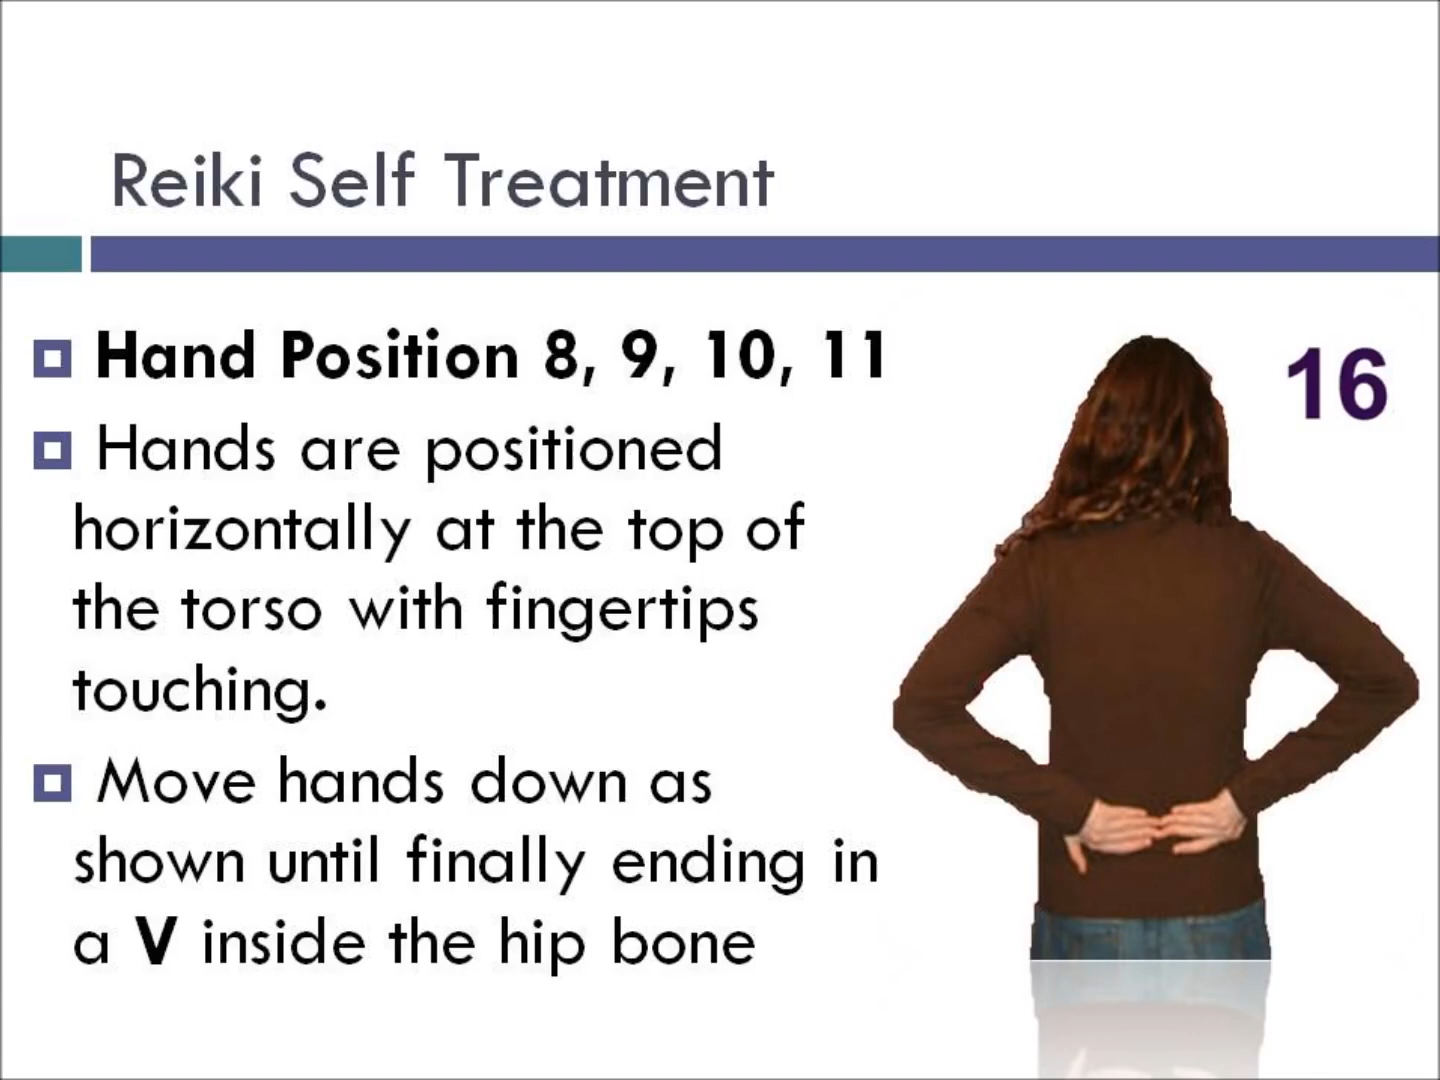 Reiki Self Treatment
Hand Position 8, 9, 10, 11
16
Hands are positioned
horizontally at the top of
the torso with fingertips
touching.
Move hands down as
shown until finally ending in
a V inside the hip bone